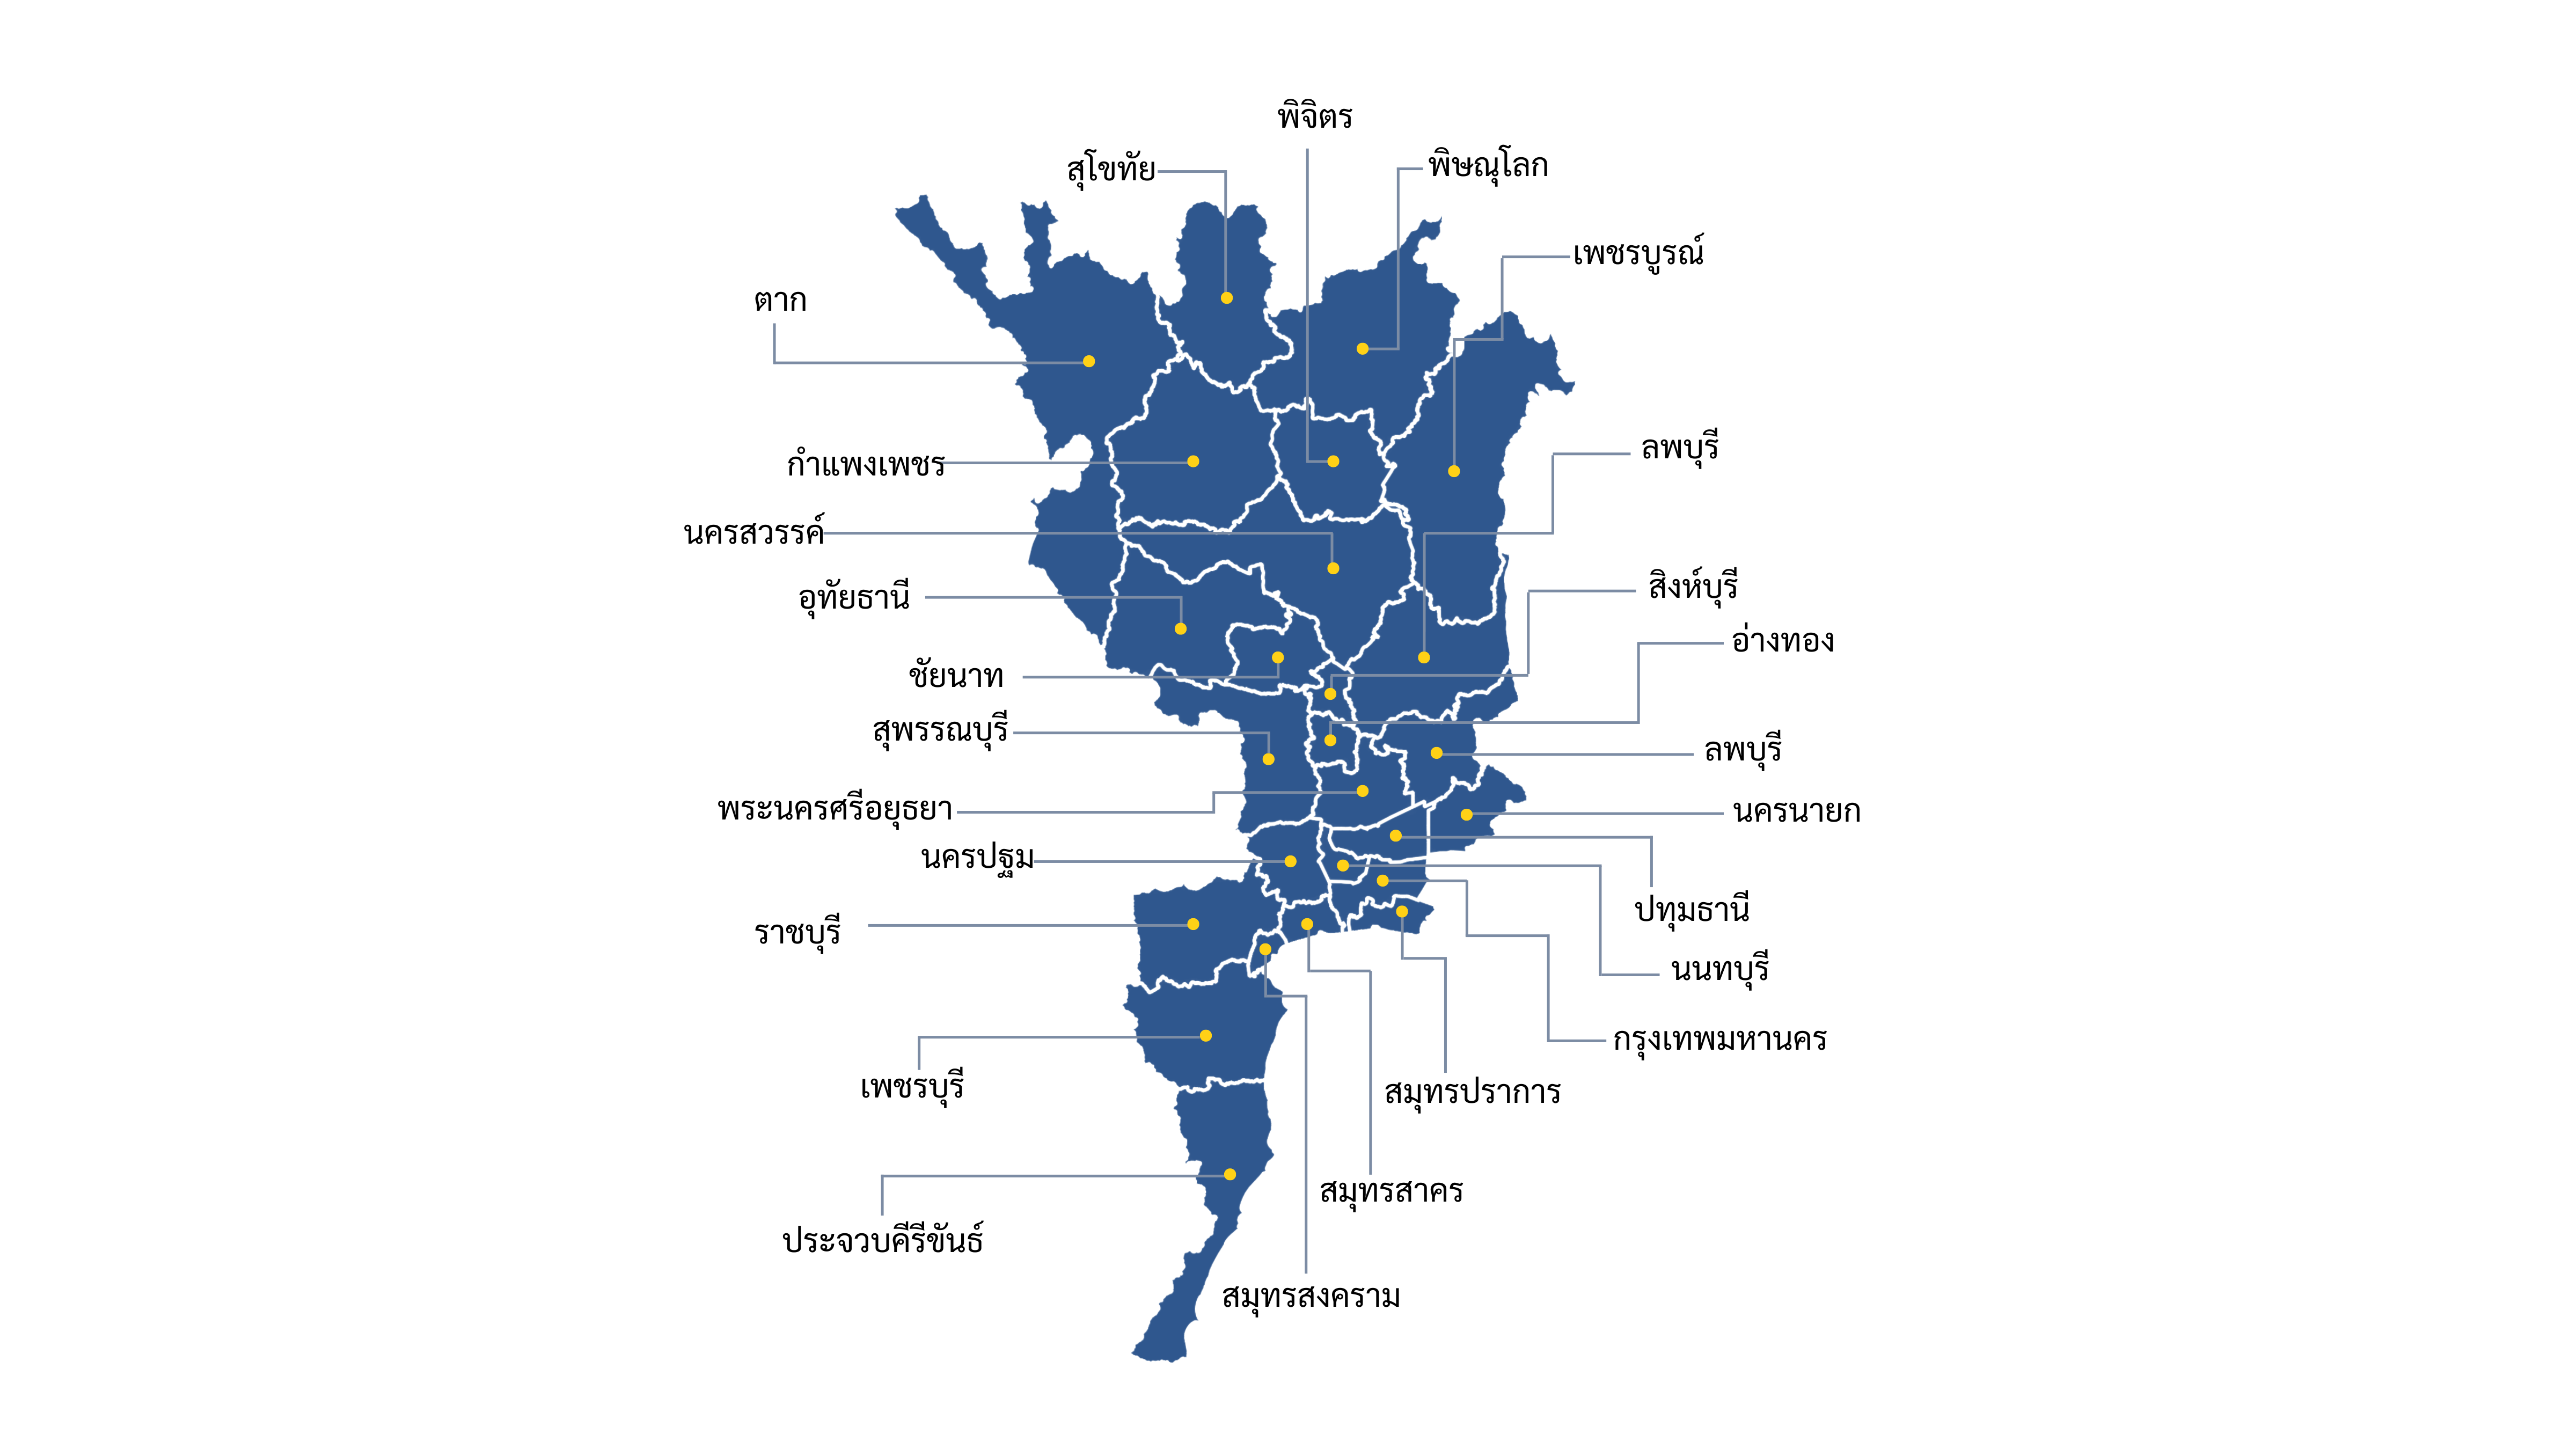 พิจิตร
สุโขทัย
พิษณุโลก
เพชรบูรณ์
ตาก
ลพบุรี
กำแพงเพชร
นครสวรรค์
สิงห์บุรี
อุทัยธานี
อ่างทอง
ชัยนาท
สุพรรณบุรี
ลพบุรี
พระนครศรีอยุธยา
นครนายก
นครปฐม
ปทุมธานี
ราชบุรี
นนทบุรี
กรุงเทพมหานคร
เพชรบุรี
สมุทรปราการ
สมุทรสาคร
ประจวบคีรีขันธ์
สมุทรสงคราม